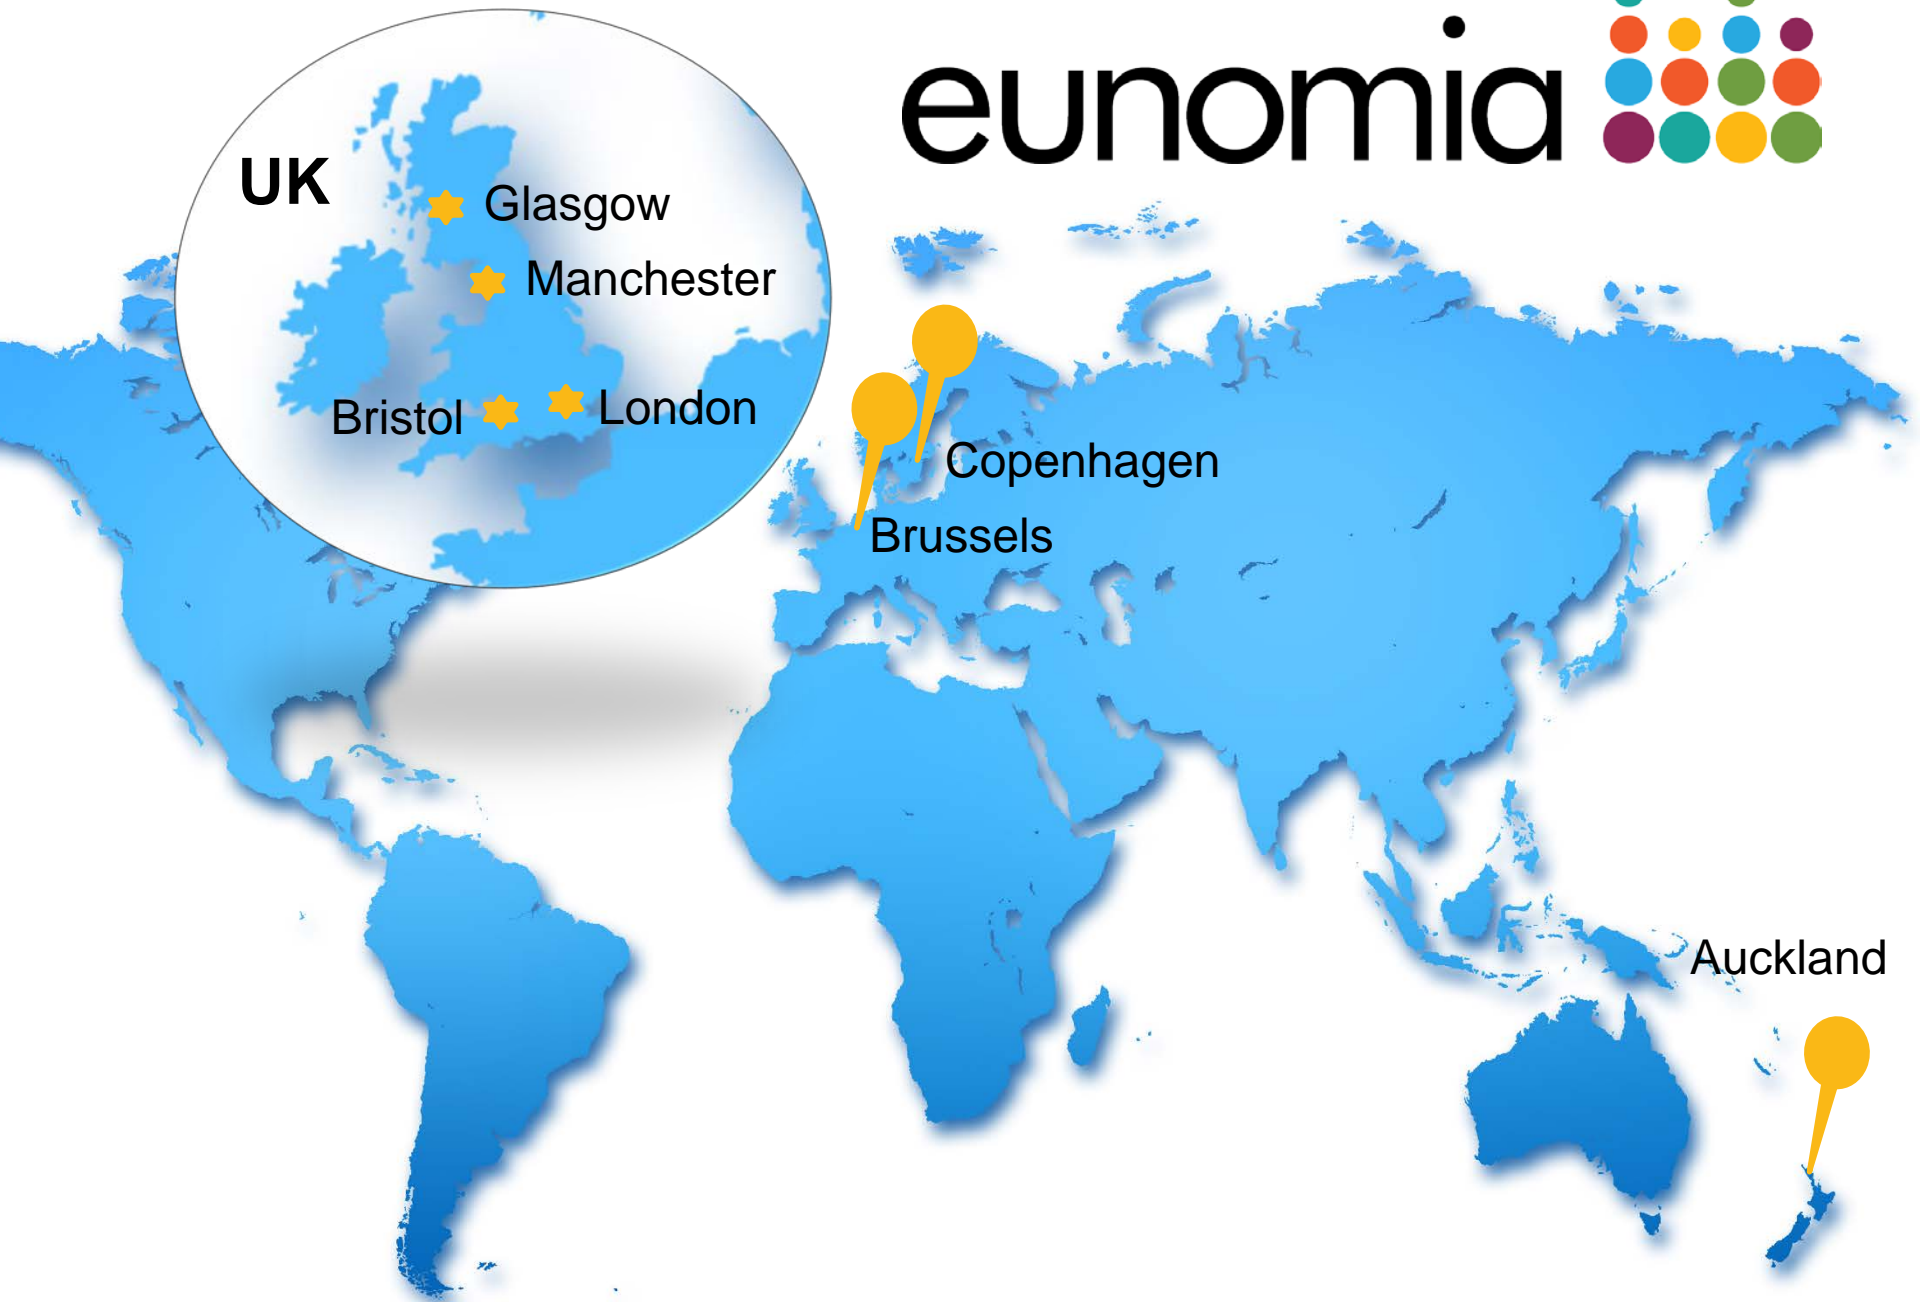 eunomia
UK
Glasgow
Manchester
Bristol
London
Copenhagen
Brussels
Auckland